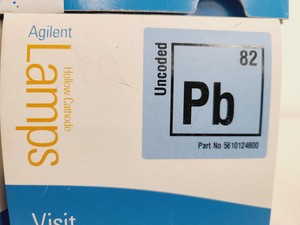 Agilent
Hollow Cathode
Lamps
Uncoded
82
Pb
Part No 5610124800
Visit